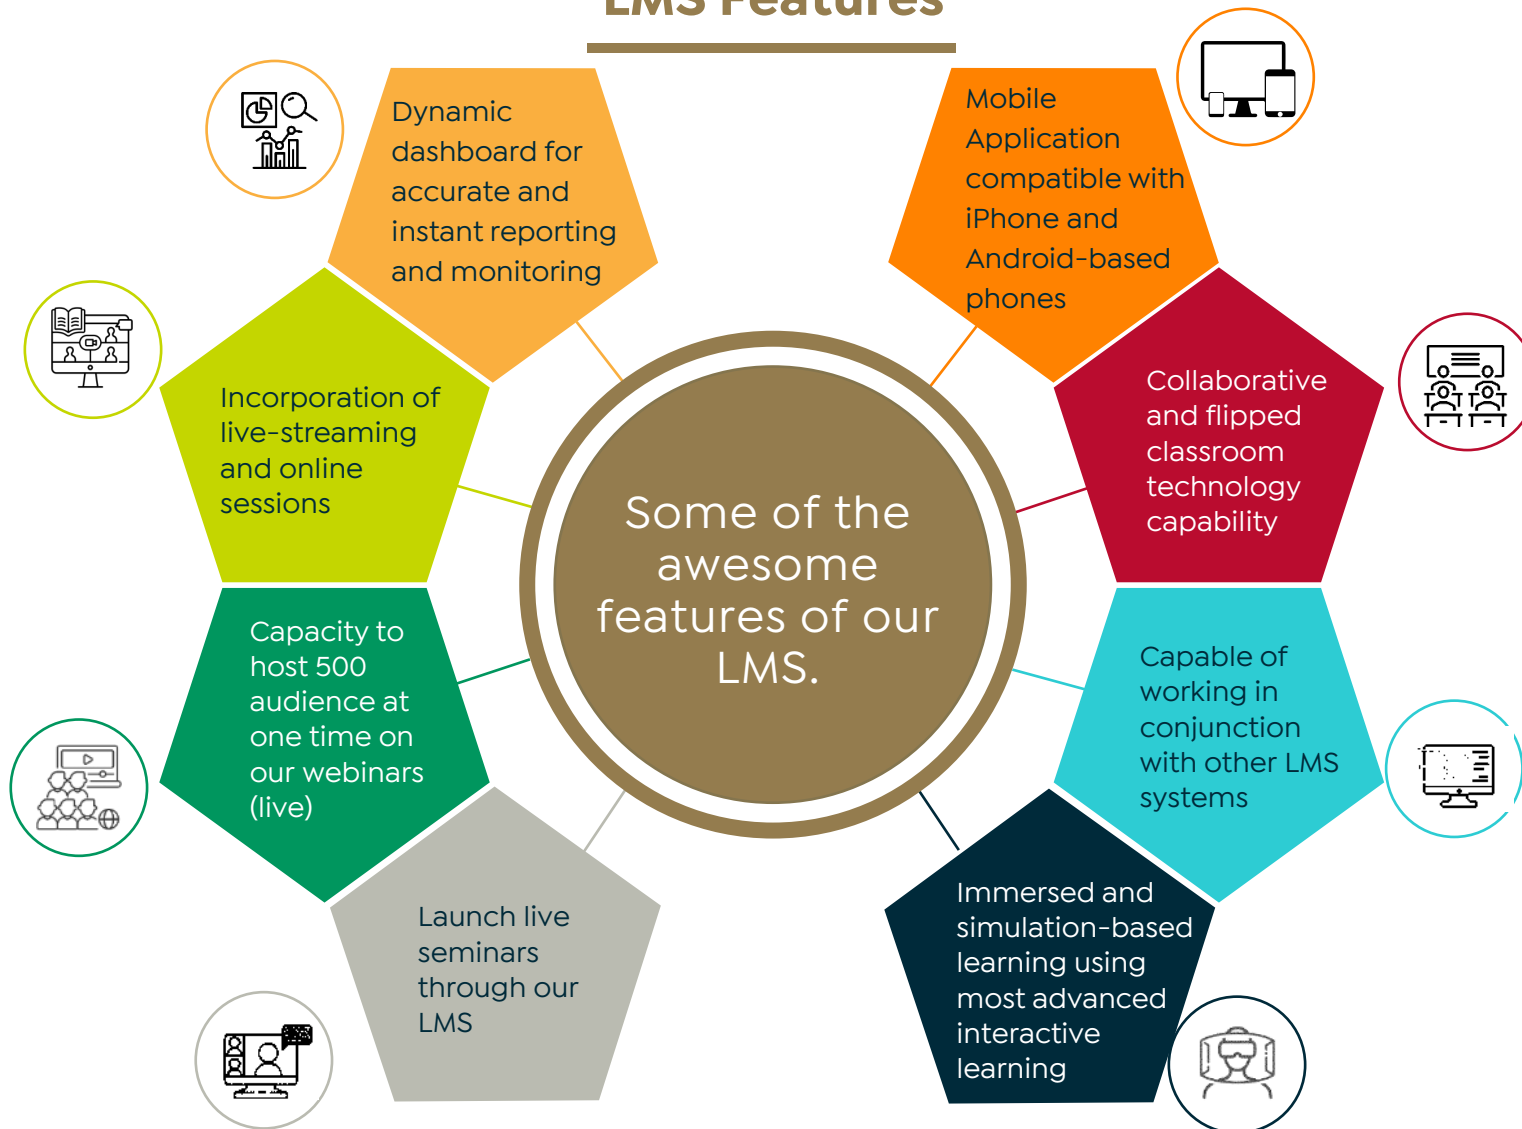 LMS Features
Dynamic
dashboard for
accurate and
instant reporting
and monitoring
Mobile
Application
compatible with
iPhone and
Android-based
phones
Incorporation of
live-streaming
and online
sessions
Collaborative
and flipped
classroom
technology
capability
Some of the
awesome
features of our
LMS.
Capacity to
host 500
audience at
one time on
our webinars
(live)
Capable of
working in
conjunction
with other LMS
systems
Launch live
seminars
through our
LMS
Immersed and
simulation-based
learning using
most advanced
interactive
learning